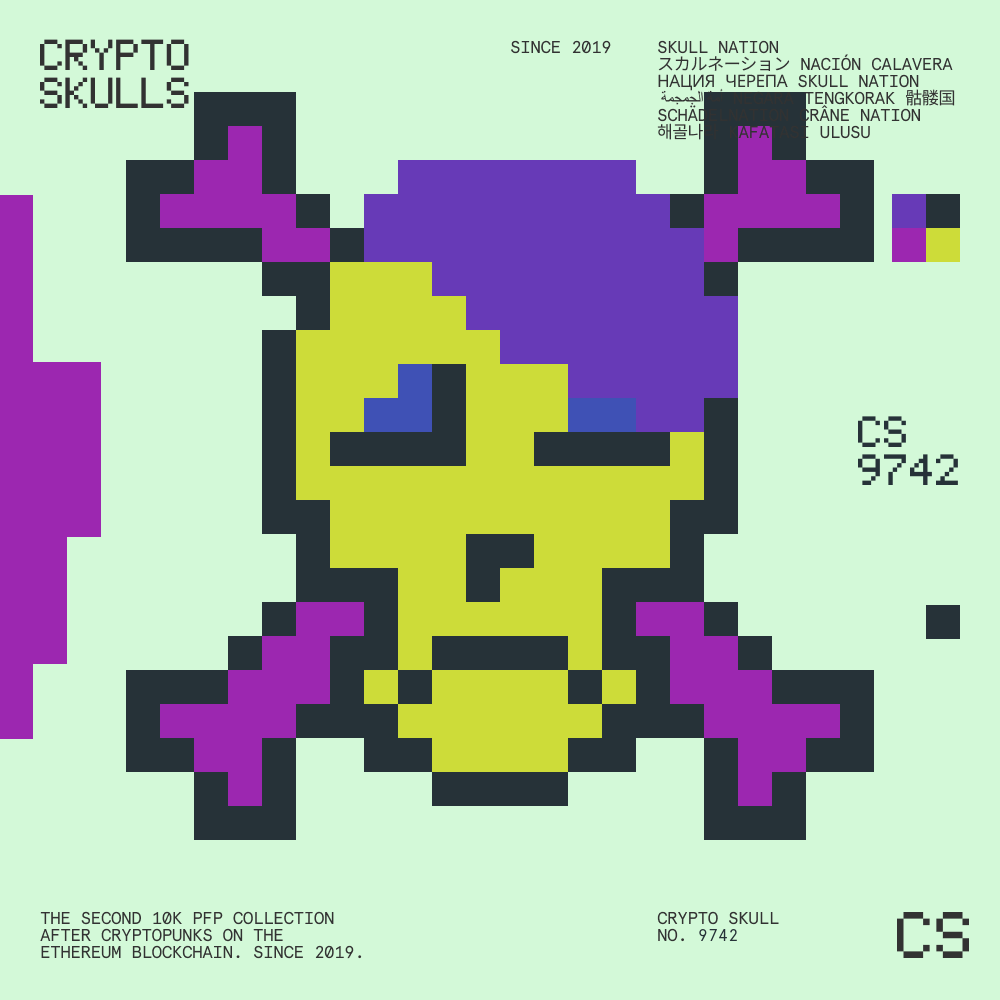 CRYPTO
SKULLS
SINCE 2019
SKULL NATION
スカルネーション NACIÓN CALAVERA
НАЦИЯ ЧЕРЕПА SKULL NATION
الجمجمة TENGKORAK 骷髅国
CRÂNE NATION
ULUSU
CS
9742
THE SECOND 10K PFP COLLECTION
AFTER CRYPTOPUNKS ON THE
ETHEREUM BLOCKCHAIN. SINCE 2019.
CRYPTO SKULL
NO. 9742
CS